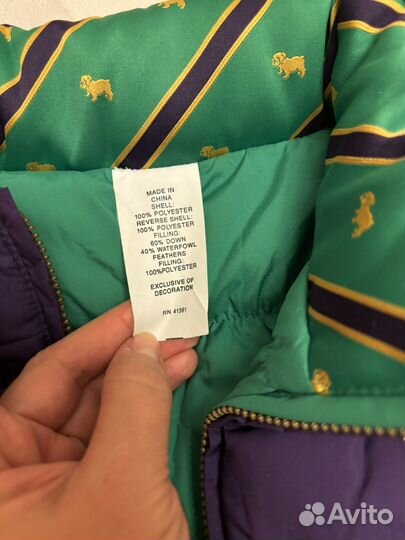 MADE IN
CHINA
SHELL:
100% POLYESTER
REVERSE SHELL:
100% POLYESTER
FILLING:
60% DOWN
40% WATERFOWL
FEATHERS
FILLING:
100%POLYESTER
EXCLUSIVE OF
DECORATION
RN 41381
Avito